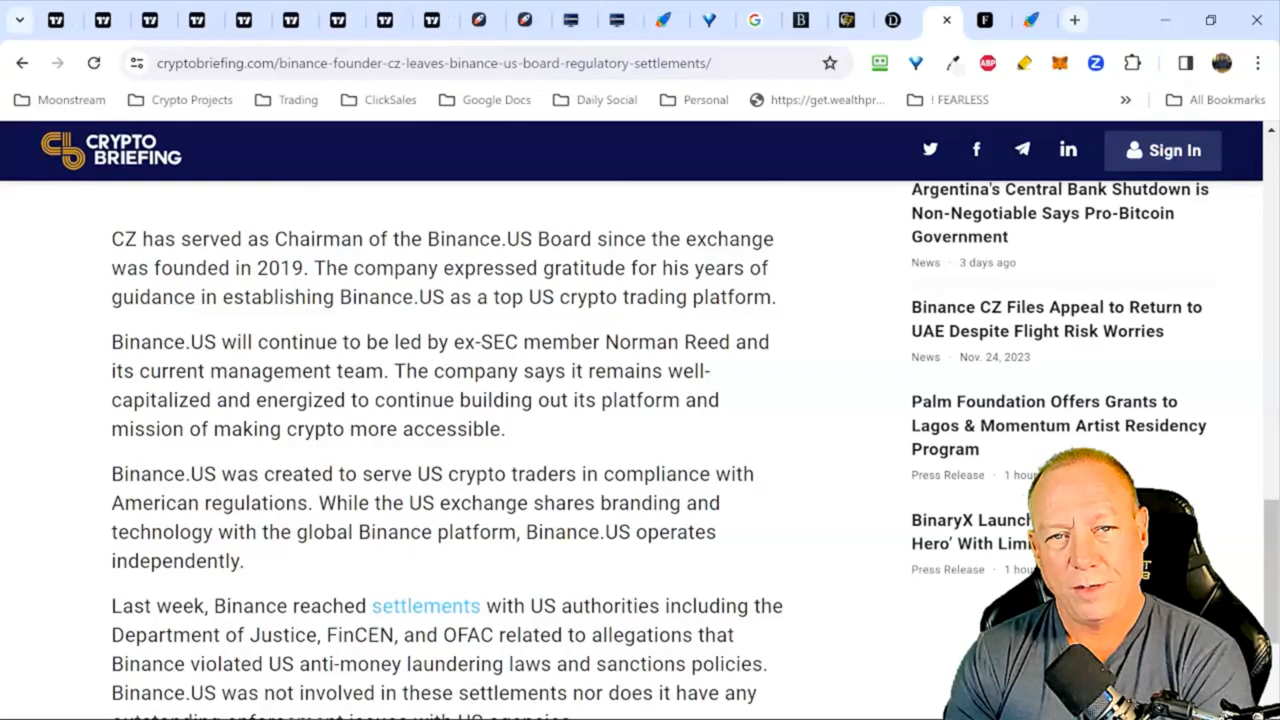 cryptobriefing.com/binance-founder-cz-leaves-binance-us-board-regulatory-settlements/
Moonstream
Crypto Projects
Trading
ClickSales
Google Docs
Daily Social
Personal
https://get.wealthpr...
! FEARLESS
»
All Bookmarks
CRYPTO
BRIEFING
Sign In
CZ has served as Chairman of the Binance.US Board since the exchange
was founded in 2019. The company expressed gratitude for his years of
guidance in establishing Binance.US as a top US crypto trading platform.
Binance.US will continue to be led by ex-SEC member Norman Reed and
its current management team. The company says it remains well-
capitalized and energized to continue building out its platform and
mission of making crypto more accessible.
Binance.US was created to serve US crypto traders in compliance with
American regulations. While the US exchange shares branding and
technology with the global Binance platform, Binance.US operates
independently.
Last week, Binance reached settlements with US authorities including the
Department of Justice, FinCEN, and OFAC related to allegations that
Binance violated US anti-money laundering laws and sanctions policies.
Binance.US was not involved in these settlements nor does it have any
Argentina's Central Bank Shutdown is
Non-Negotiable Says Pro-Bitcoin
Government
News · 3 days ago
Binance CZ Files Appeal to Return to
UAE Despite Flight Risk Worries
News · Nov. 24, 2023
Palm Foundation Offers Grants to
Lagos & Momentum Artist Residency
Program
Press Release · 1 hou
BinaryX Launc
Hero' With Lim
Press Release · 1 hou